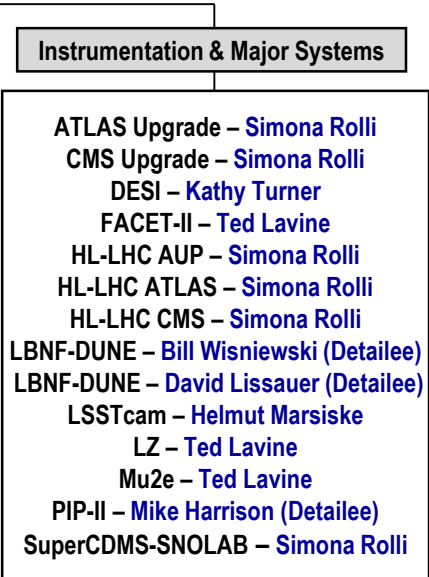 Instrumentation & Major Systems
ATLAS Upgrade – Simona Rolli
CMS Upgrade – Simona Rolli
DESI – Kathy Turner
FACET-II – Ted Lavine
HL-LHC AUP – Simona Rolli
HL-LHC ATLAS – Simona Rolli
HL-LHC CMS – Simona Rolli
LBNF-DUNE – Bill Wisniewski (Detailee)
LBNF-DUNE – David Lissauer (Detailee)
LSSTcam – Helmut Marsiske
LZ – Ted Lavine
Mu2e – Ted Lavine
PIP-II – Mike Harrison (Detailee)
SuperCDMS-SNOLAB – Simona Rolli